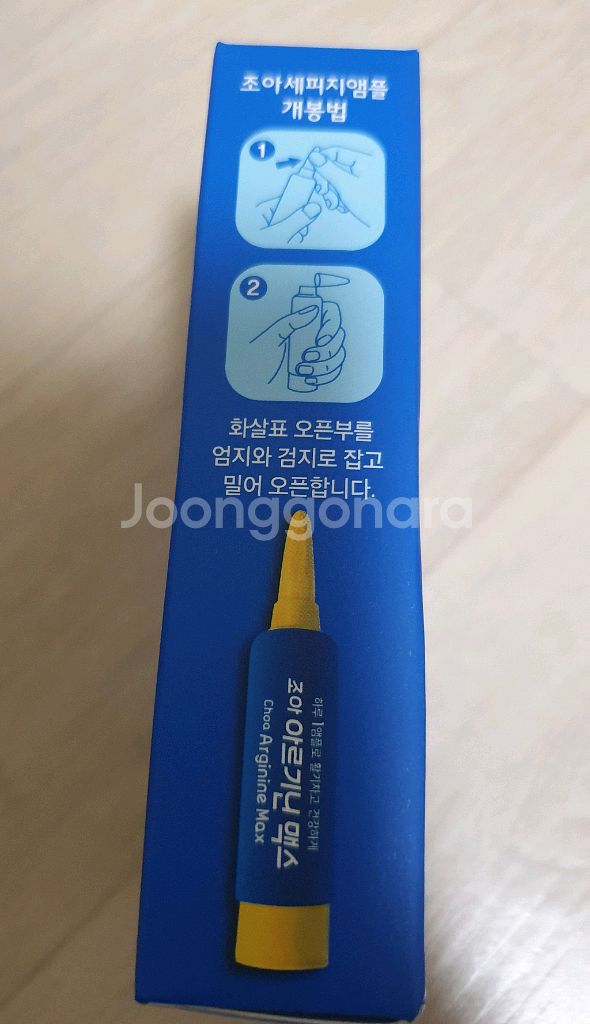 조아세피지앰플
개봉법
1
2
화살표 오픈부를
엄지와 검지로 잡고
밀어 오픈합니다.
Joonggonara
하루 1앰플로 활기차고 건강하게
조아 아르기닌 맥스
Choa Arginine Max